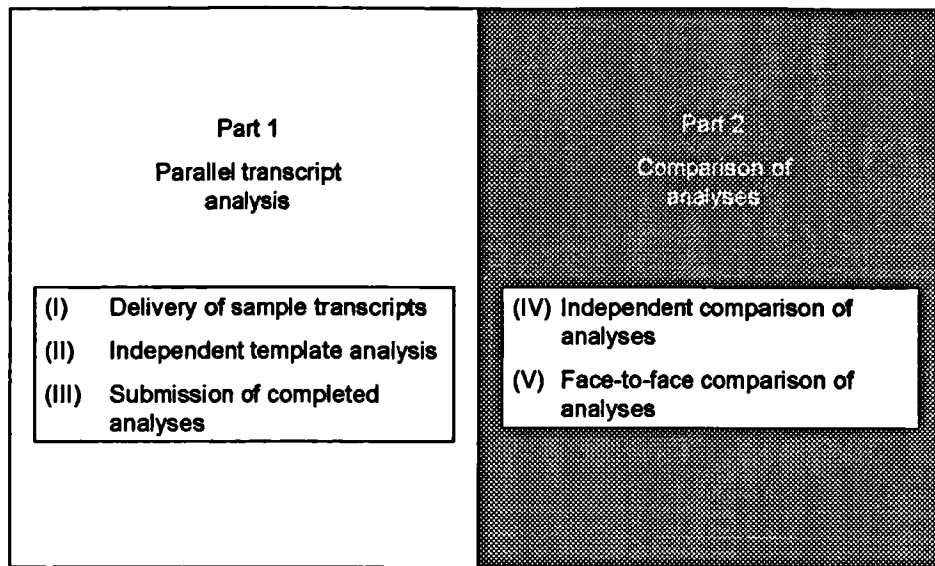 Part 1
Parallel transcript
analysis
(I) Delivery of sample transcripts
(II) Independent template analysis
(III) Submission of completed
analyses
Part 2
Comparison of
analyses
(IV) Independent comparison of
analyses
(V) Face-to-face comparison of
analyses